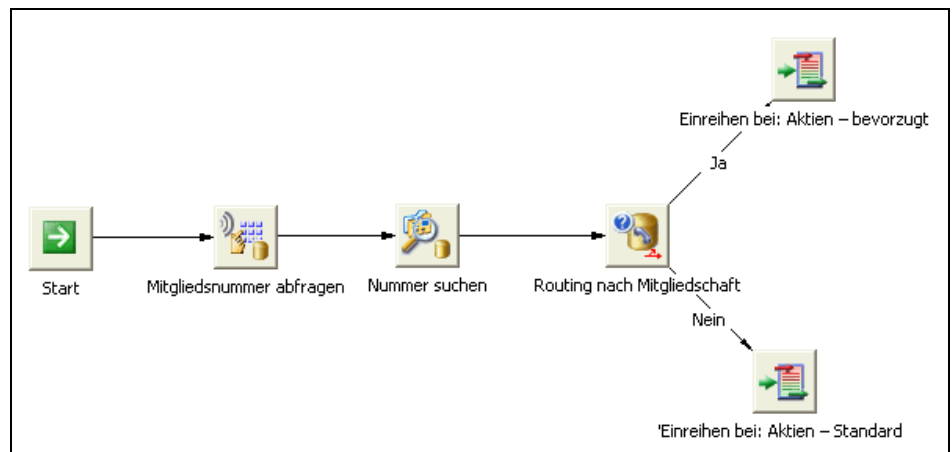 Einreihen bei: Aktien – bevorzugt
Ja
Start
Mitgliedsnummer abfragen
Nummer suchen
Routing nach Mitgliedschaft
Nein
'Einreihen bei: Aktien – Standard